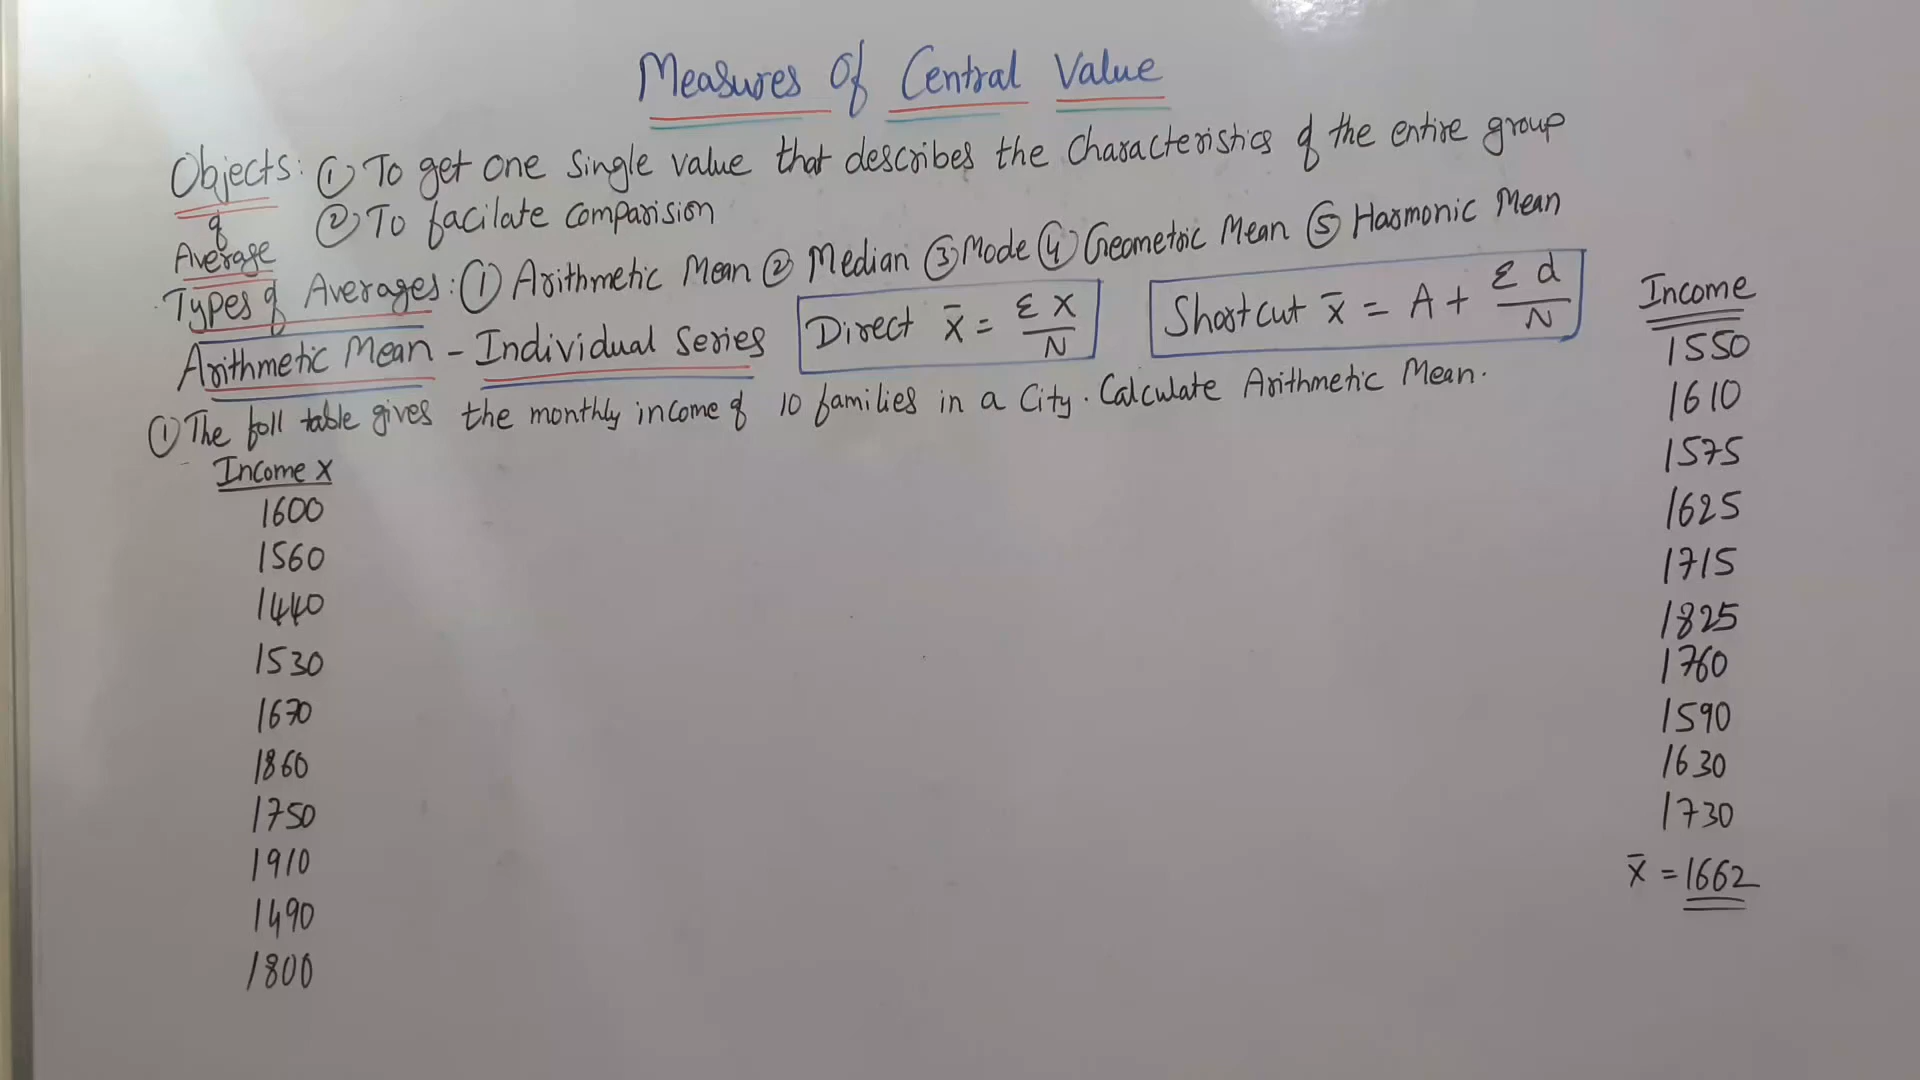 Measures Of Central Value
Objects: ① To get one single value that describes the characteristics of the entire group
of
Average ② To facilate comparision
Types of Averages: ① Arithmetic Mean ② Median ③ Mode ④ Geometric Mean ⑤ Harmonic Mean
Arithmetic Mean - Individual Series Direct x̄ = Σx/N Shortcut x̄ = A + Σd/N
① The foll table gives the monthly income of 10 families in a City. Calculate Arithmetic Mean.
Income X
1600
1560
1440
1530
1670
1860
1750
1910
1490
1800
Income
1550
1610
1575
1625
1715
1825
1760
1590
1630
1730
x̄ = 1662